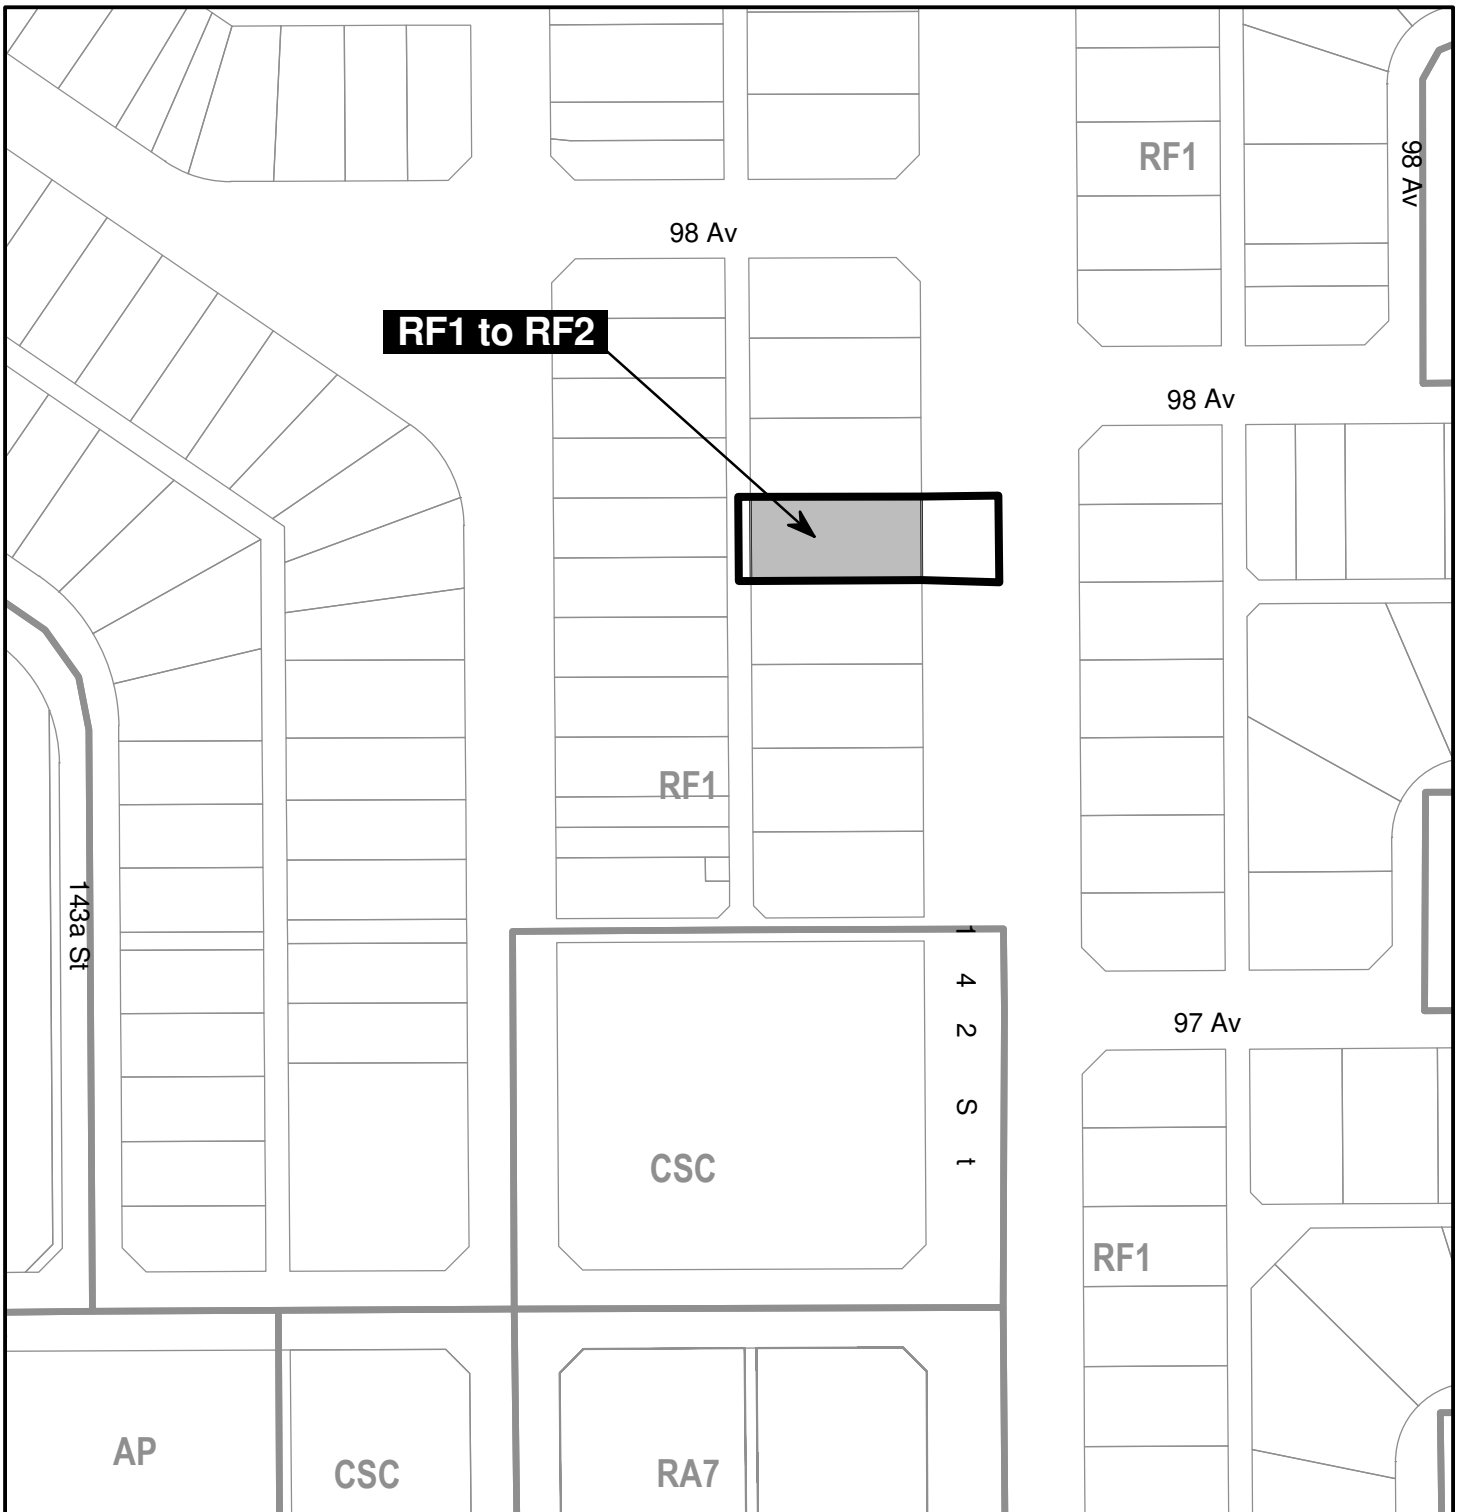 RF1
98 Av
98 Av
RF1 to RF2
98 Av
RF1
143a St
142 St
97 Av
CSC
RF1
AP
CSC
RA7